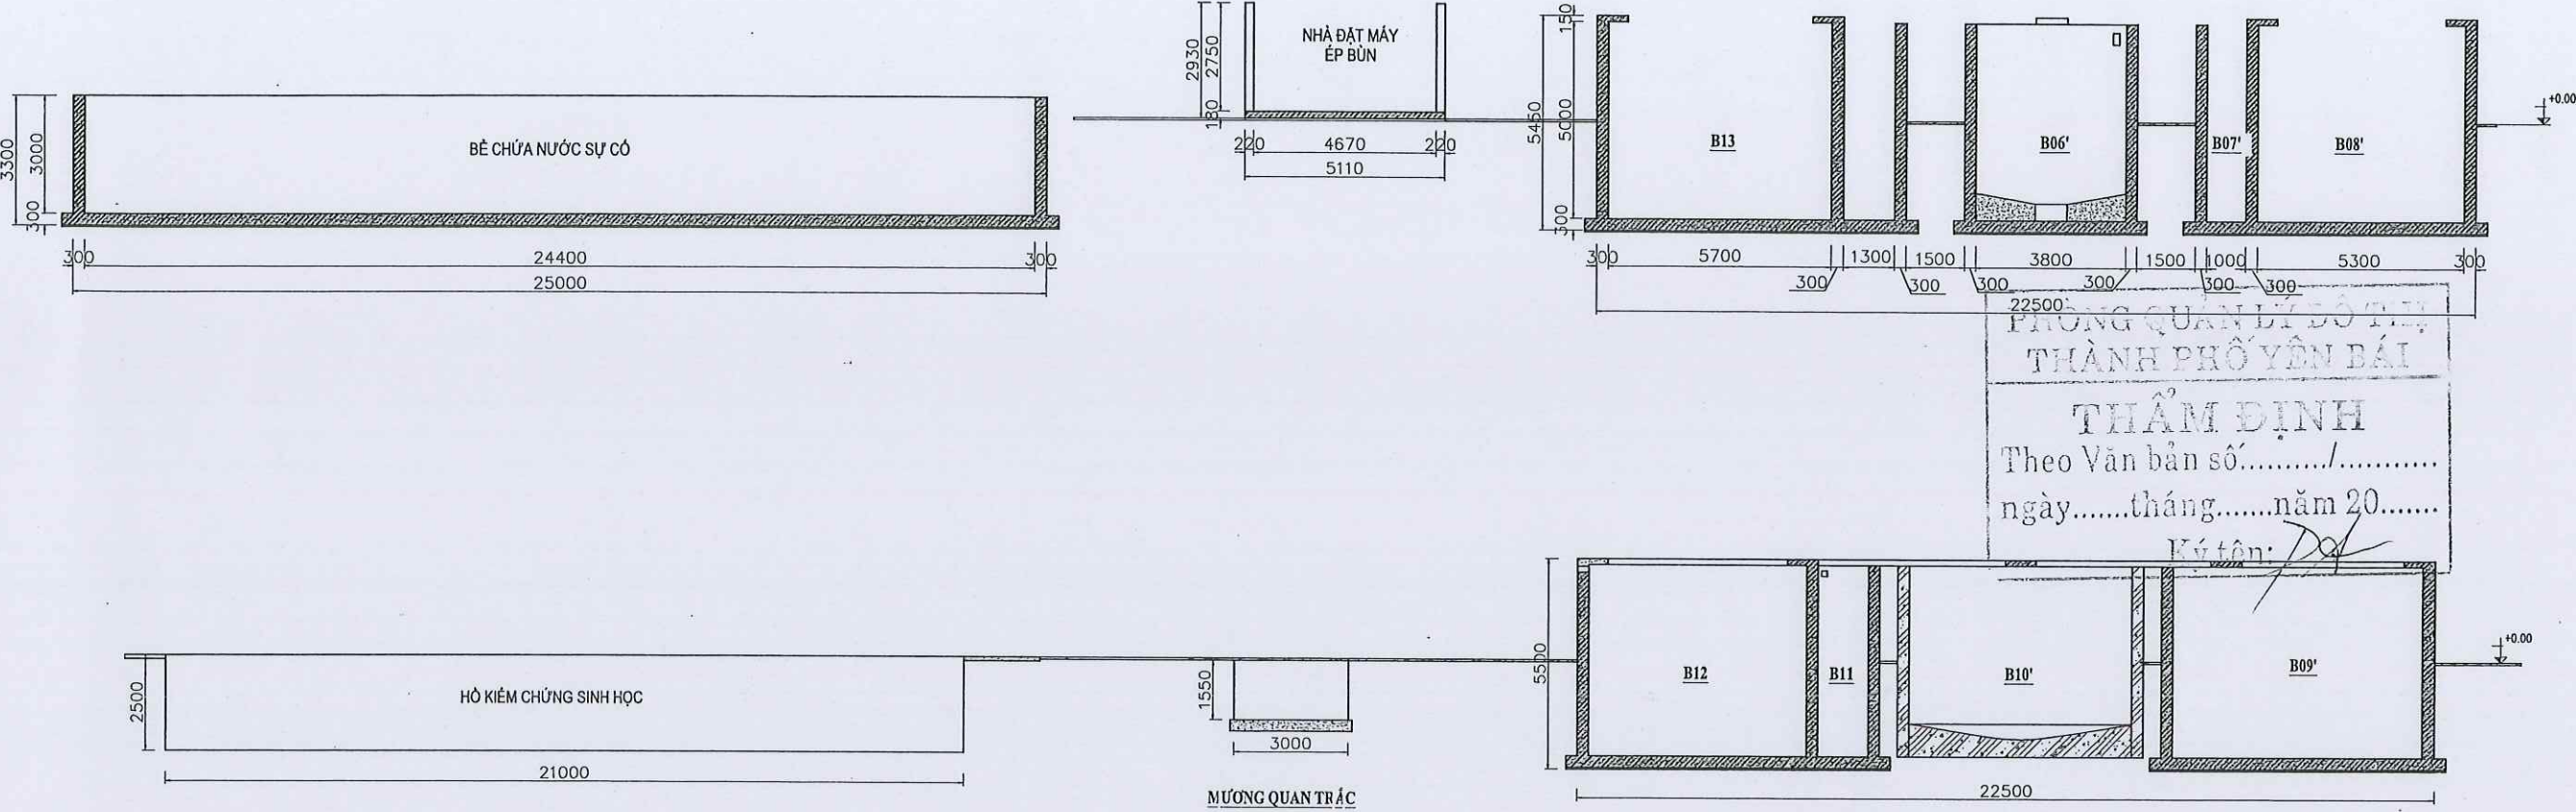 BỂ CHỨA NƯỚC SỰ CỐ
3300
3000
300
300
24400
300
25000
NHÀ ĐẶT MÁY
ÉP BÙN
2930
2750
180
220
4670
220
5110
5450
150
5000
300
B13
B06'
B07'
B08'
+0.00
300
5700
1300
1500
3800
1500
1000
5300
300
300
300
300
300
300
300
22500
PHÒNG QUẢN LÝ ĐÔ THỊ
THÀNH PHỐ YÊN BÁI
THẨM ĐỊNH
Theo Văn bản số........../...........
ngày.......tháng.......năm 20.......
Ký tên:
HỒ KIỂM CHỨNG SINH HỌC
2500
21000
1550
3000
MƯƠNG QUAN TRẮC
5500
B12
B11
B10'
B09'
+0.00
22500